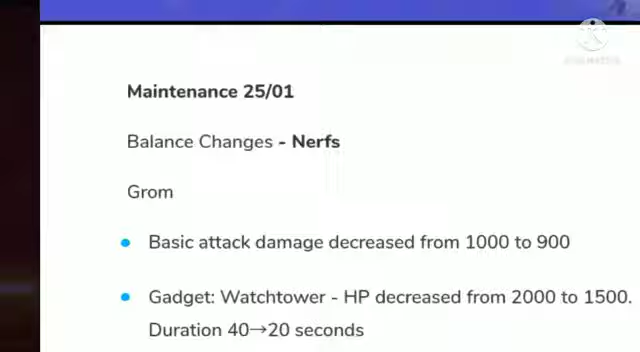 Maintenance 25/01
Balance Changes - Nerfs
Grom
Basic attack damage decreased from 1000 to 900
Gadget: Watchtower - HP decreased from 2000 to 1500.
Duration 40→20 seconds